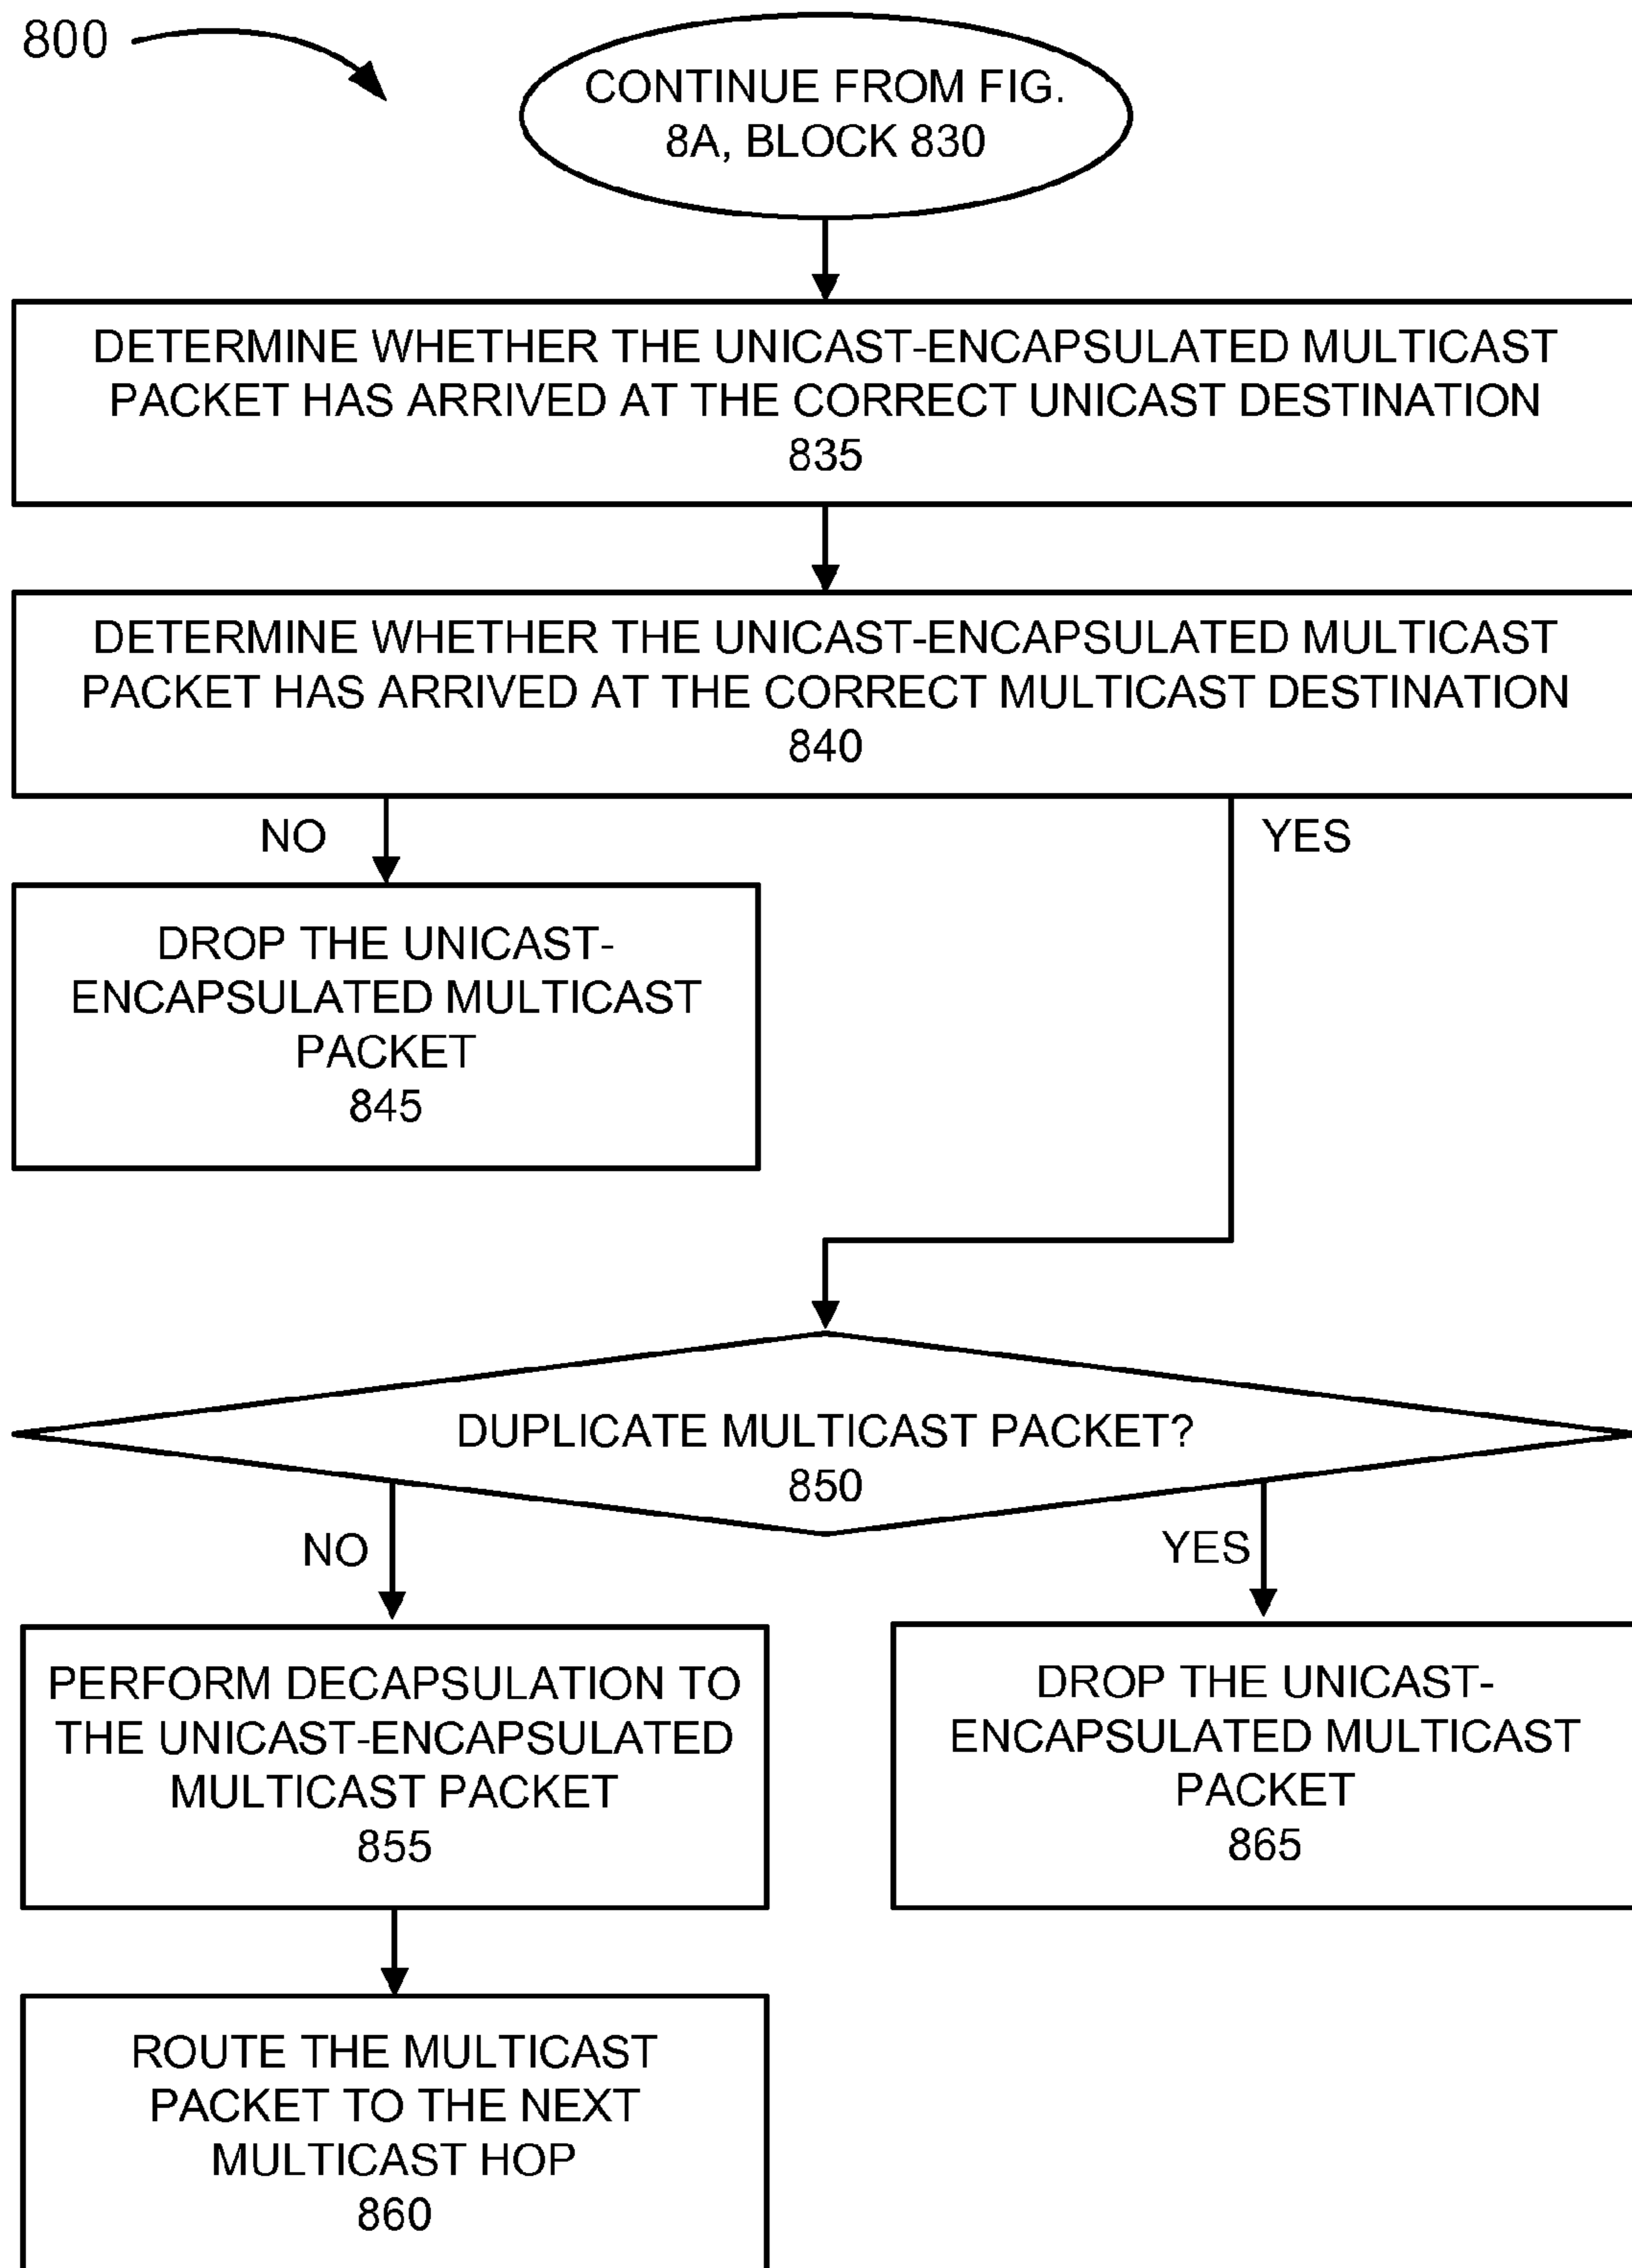 800
CONTINUE FROM FIG.
8A, BLOCK 830
DETERMINE WHETHER THE UNICAST-ENCAPSULATED MULTICAST
PACKET HAS ARRIVED AT THE CORRECT UNICAST DESTINATION
835
DETERMINE WHETHER THE UNICAST-ENCAPSULATED MULTICAST
PACKET HAS ARRIVED AT THE CORRECT MULTICAST DESTINATION
840
NO
YES
DROP THE UNICAST-
ENCAPSULATED MULTICAST
PACKET
845
DUPLICATE MULTICAST PACKET?
850
NO
YES
PERFORM DECAPSULATION TO
THE UNICAST-ENCAPSULATED
MULTICAST PACKET
855
DROP THE UNICAST-
ENCAPSULATED MULTICAST
PACKET
865
ROUTE THE MULTICAST
PACKET TO THE NEXT
MULTICAST HOP
860